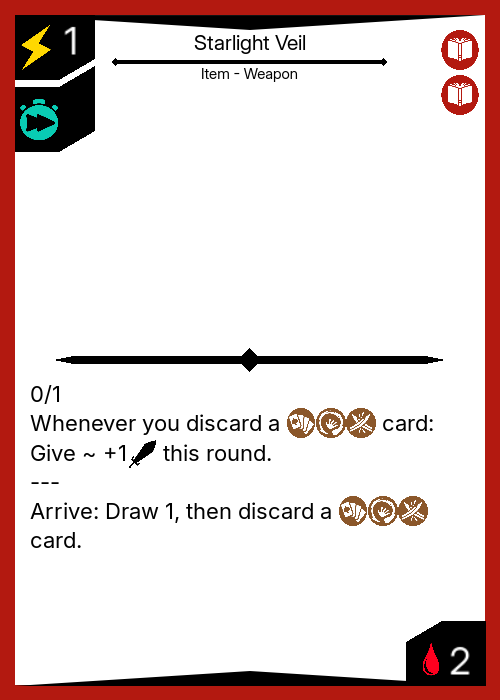 1
Starlight Veil
Item - Weapon
0/1
Whenever you discard a card:
Give ~ +1 this round.
---
Arrive: Draw 1, then discard a
card.
2